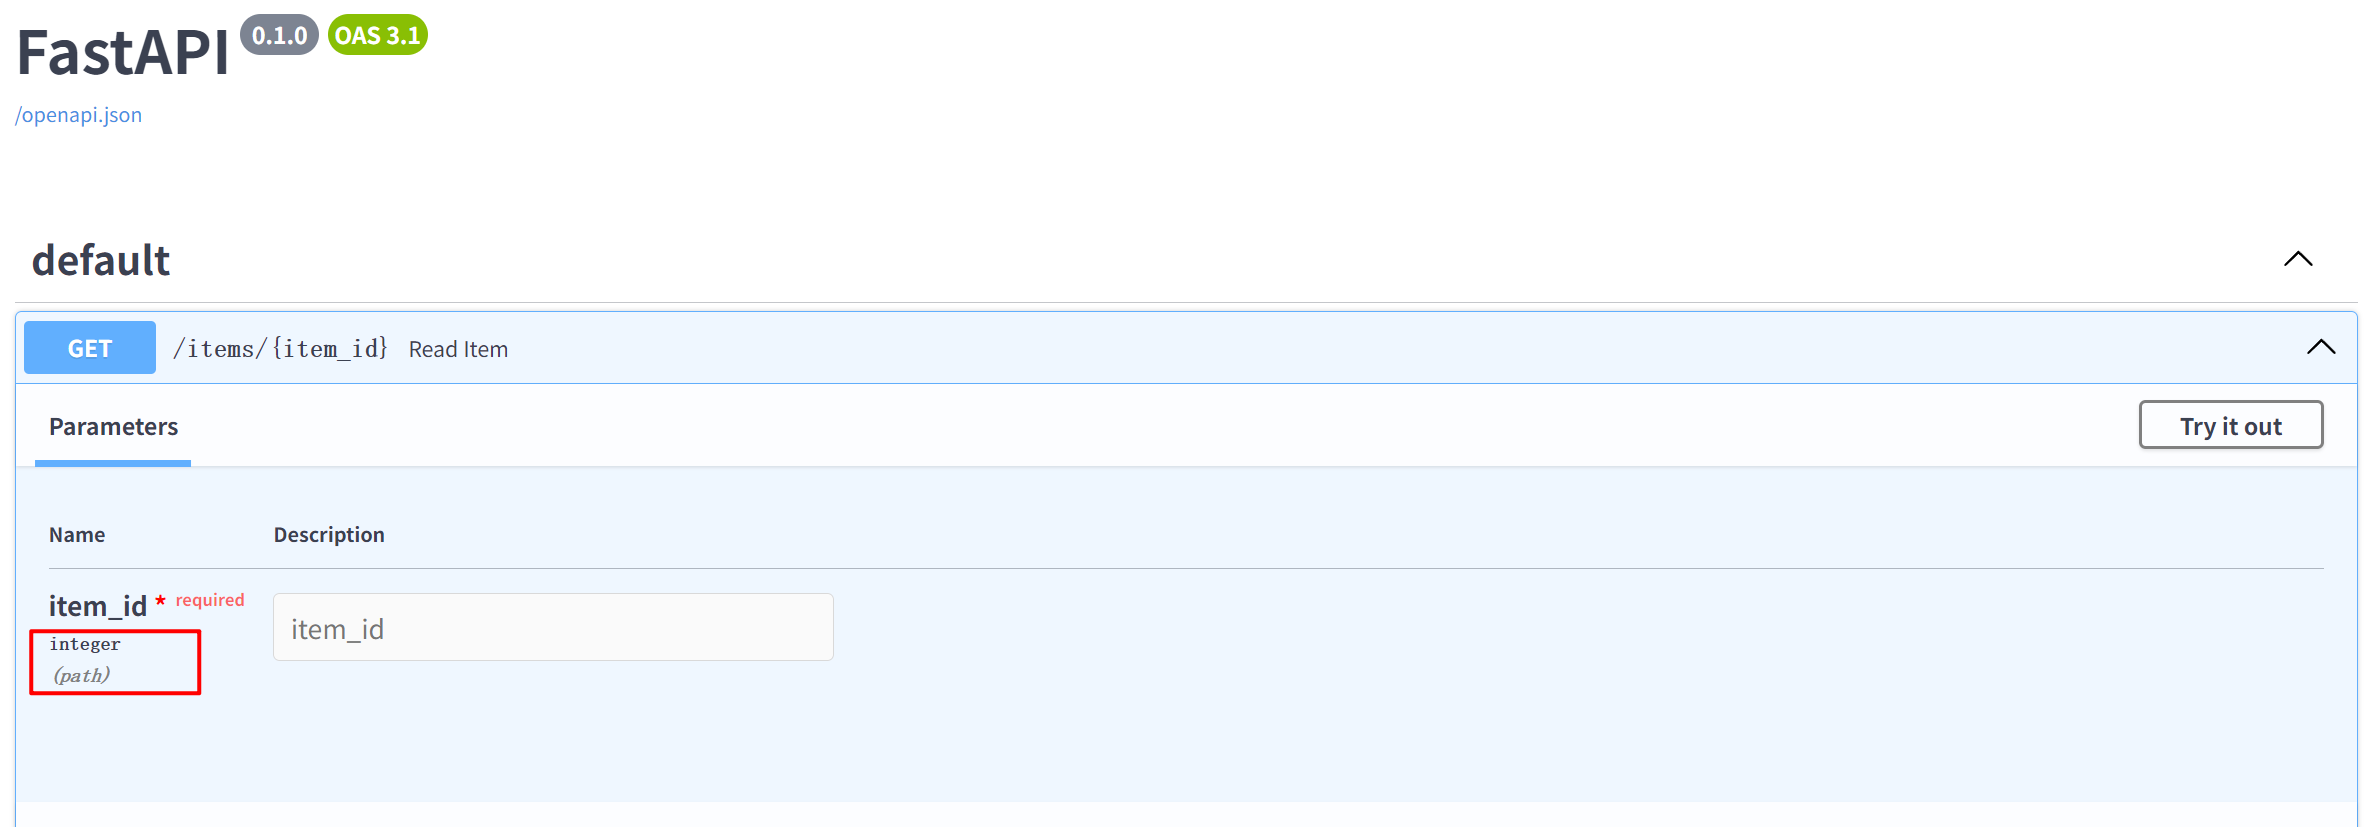 FastAPI 0.1.0 OAS 3.1
/openapi.json
default
GET /items/{item_id} Read Item
Parameters
Try it out
Name Description
item_id * required
integer
(path)
item_id